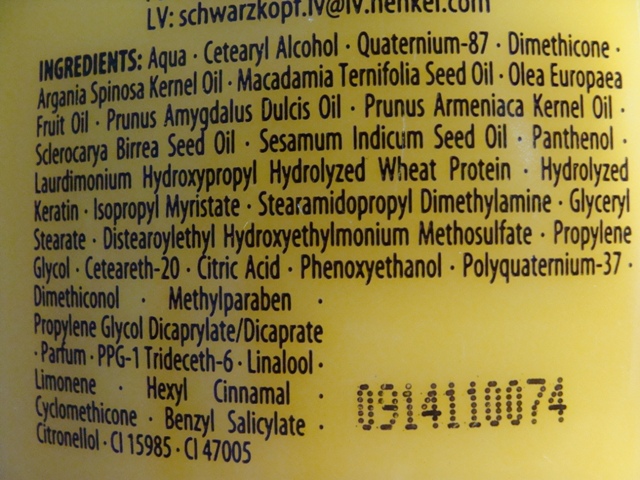 LV: schwarzkopf.lv@lv.henkel.com
INGREDIENTS: Aqua · Cetearyl Alcohol · Quaternium-87 · Dimethicone ·
Argania Spinosa Kernel Oil · Macadamia Ternifolia Seed Oil · Olea Europaea
Fruit Oil · Prunus Amygdalus Dulcis Oil · Prunus Armeniaca Kernel Oil ·
Sclerocarya Birrea Seed Oil · Sesamum Indicum Seed Oil · Panthenol ·
Laurdimonium Hydroxypropyl Hydrolyzed Wheat Protein · Hydrolyzed
Keratin · Isopropyl Myristate · Stearamidopropyl Dimethylamine · Glyceryl
Stearate · Distearoylethyl Hydroxyethylmonium Methosulfate · Propylene
Glycol · Ceteareth-20 · Citric Acid · Phenoxyethanol · Polyquaternium-37 ·
Dimethiconol · Methylparaben ·
Propylene Glycol Dicaprylate/Dicaprate
· Parfum · PPG-1 Trideceth-6 · Linalool ·
Limonene · Hexyl Cinnamal ·
Cyclomethicone · Benzyl Salicylate ·
Citronellol · CI 15985 · CI 47005
0914110074